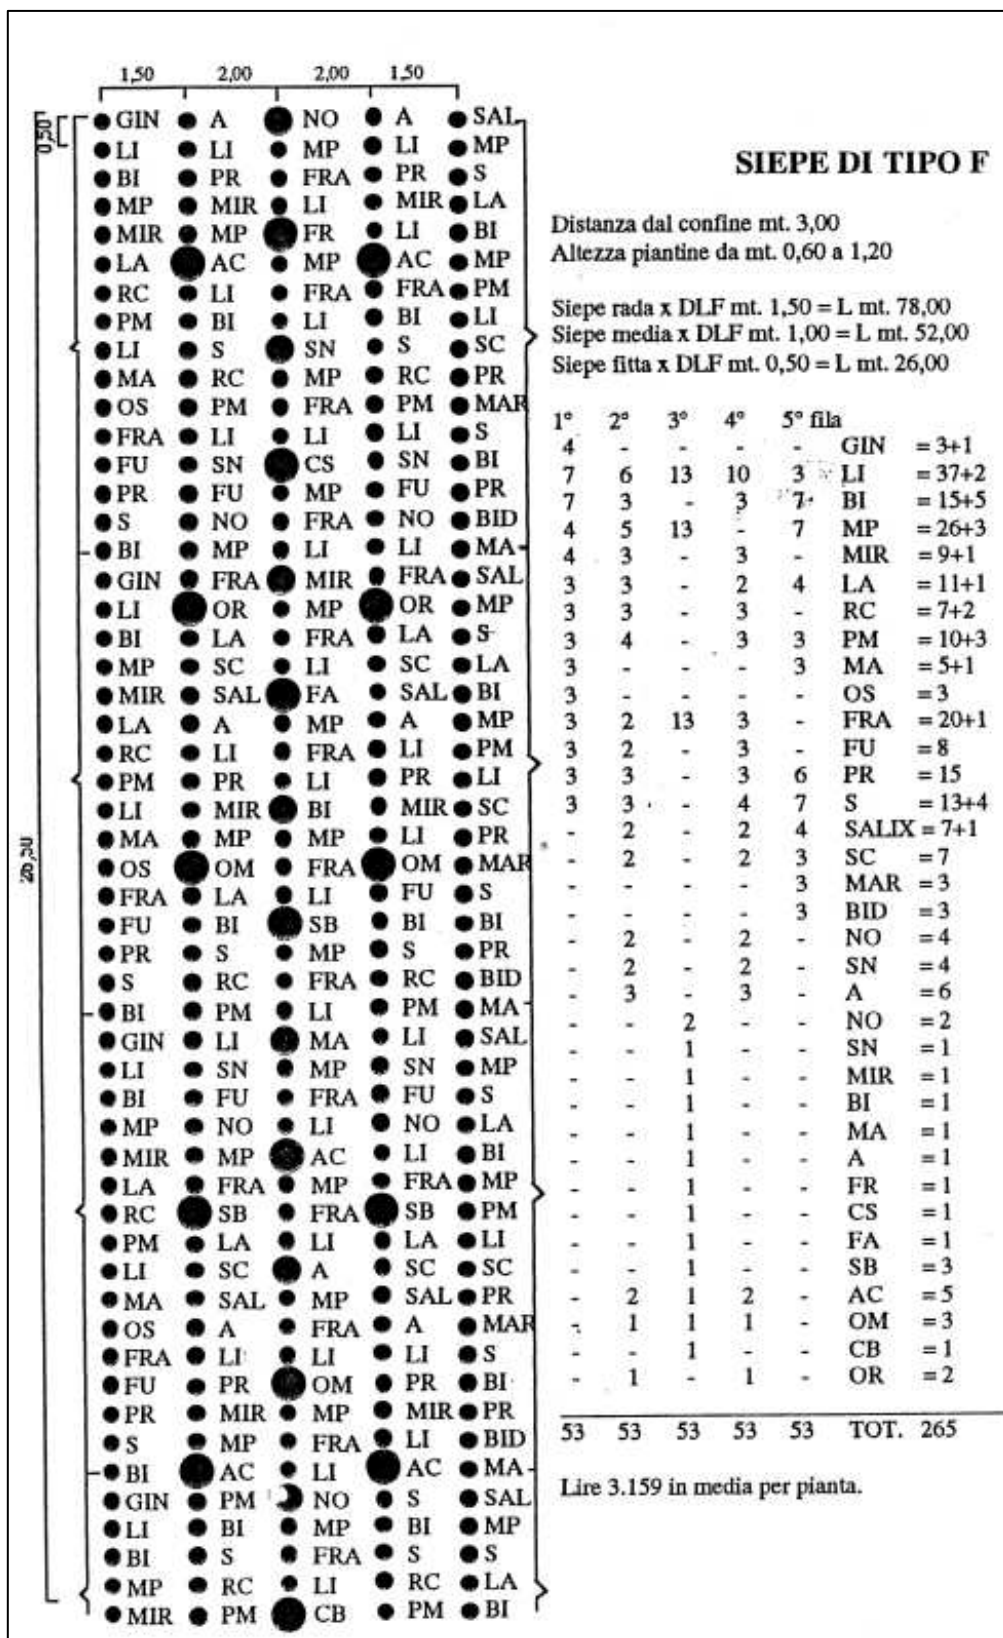 1,50 2,00 2,00 1,50
0,50
26,50
GIN A NO A SAL
LI LI MP LI MP
BI PR FRA PR S
MP MIR LI MIR LA
MIR MP FR LI BI
LA AC MP AC MP
RC LI FRA FRA PM
PM BI LI BI LI
LI S SN S SC
MA RC MP RC PR
OS PM FRA PM MAR
FRA LI LI LI S
FU SN CS SN BI
PR FU MP FU PR
S NO FRA NO BID
BI MP LI LI MA
GIN FRA MIR FRA SAL
LI OR MP OR MP
BI LA FRA LA S
MP SC LI SC LA
MIR SAL FA SAL BI
LA A MP A MP
RC LI FRA LI PM
PM PR LI PR LI
LI MIR BI MIR SC
MA MP MP LI PR
OS OM FRA OM MAR
FRA LA LI FU S
FU BI SB BI BI
PR S MP S PR
S RC FRA RC BID
BI PM LI PM MA
GIN LI MA LI SAL
LI SN MP SN MP
BI FU FRA FU S
MP NO LI NO LA
MIR MP AC LI BI
LA FRA MP FRA MP
RC SB FRA SB PM
PM LA LI LA LI
LI SC A SC SC
MA SAL MP SAL PR
OS A FRA A MAR
FRA LI LI LI S
FU PR OM PR BI
PR MIR MP MIR PR
S MP FRA LI BID
BI AC LI AC MA
GIN PM NO S SAL
LI BI MP BI MP
BI S FRA S S
MP RC LI RC LA
MIR PM CB PM BI
SIEPE DI TIPO F
Distanza dal confine mt. 3,00
Altezza piantine da mt. 0,60 a 1,20
Siepe rada x DLF mt. 1,50 = L mt. 78,00
Siepe media x DLF mt. 1,00 = L mt. 52,00
Siepe fitta x DLF mt. 0,50 = L mt. 26,00
1° 2° 3° 4° 5° fila
4 - - - - GIN = 3+1
7 6 13 10 3 LI = 37+2
7 3 - 3 7 BI = 15+5
4 5 13 - 7 MP = 26+3
4 3 - 3 - MIR = 9+1
3 3 - 2 4 LA = 11+1
3 3 - 3 - RC = 7+2
3 4 - 3 3 PM = 10+3
3 - - - 3 MA = 5+1
3 - - - - OS = 3
3 2 13 3 - FRA = 20+1
3 2 - 3 - FU = 8
3 3 - 3 6 PR = 15
3 3 - 4 7 S = 13+4
- 2 - 2 4 SALIX = 7+1
- 2 - 2 3 SC = 7
- - - - 3 MAR = 3
- - - - 3 BID = 3
- 2 - 2 - NO = 4
- 2 - 2 - SN = 4
- 3 - 3 - A = 6
- - 2 - - NO = 2
- - 1 - - SN = 1
- - 1 - - MIR = 1
- - 1 - - BI = 1
- - 1 - - MA = 1
- - 1 - - A = 1
- - 1 - - FR = 1
- - 1 - - CS = 1
- - 1 - - FA = 1
- - 1 - - SB = 3
- 2 1 2 - AC = 5
- 1 1 1 - OM = 3
- - 1 - - CB = 1
- 1 - 1 - OR = 2
53 53 53 53 53 TOT. 265
Lire 3.159 in media per pianta.